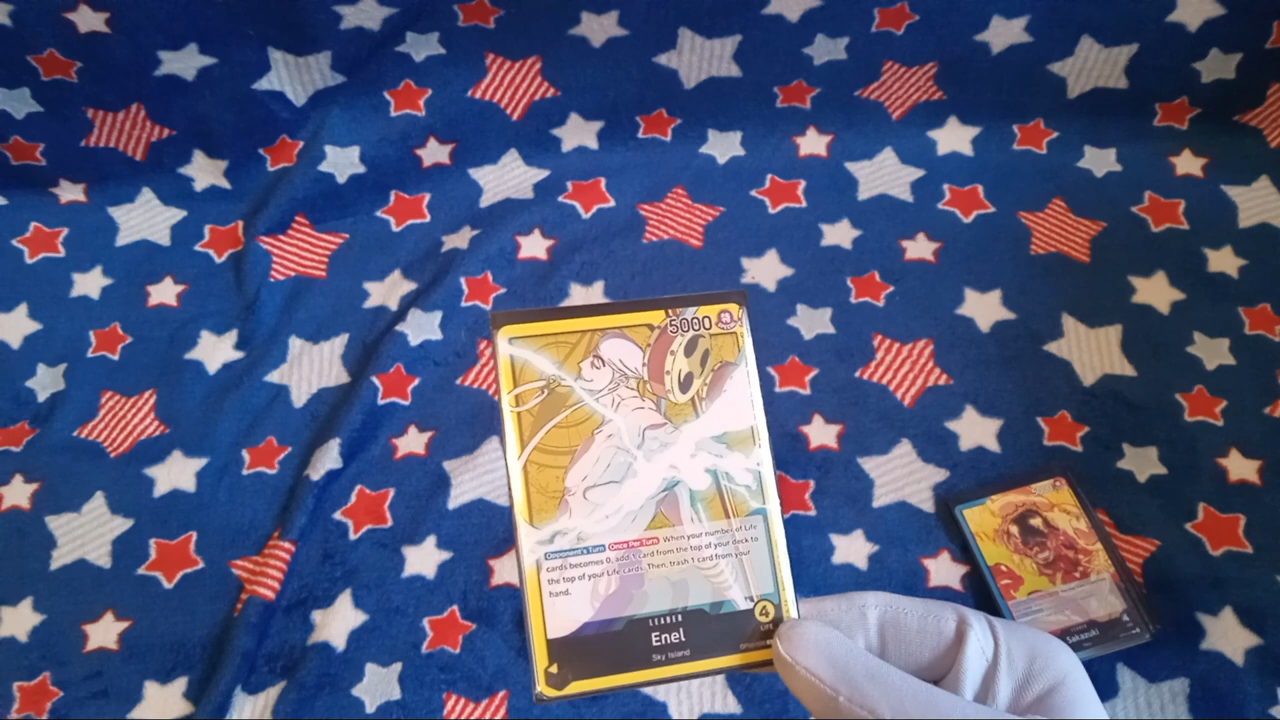 5000
Opponent's Turn Once Per Turn When your number of Life
cards becomes 0, add 1 card from the top of your deck to
the top of your Life cards. Then, trash 1 card from your
hand.
4
LIFE
LEADER
Enel
Sky Island
4
LEADER
Sakazuki